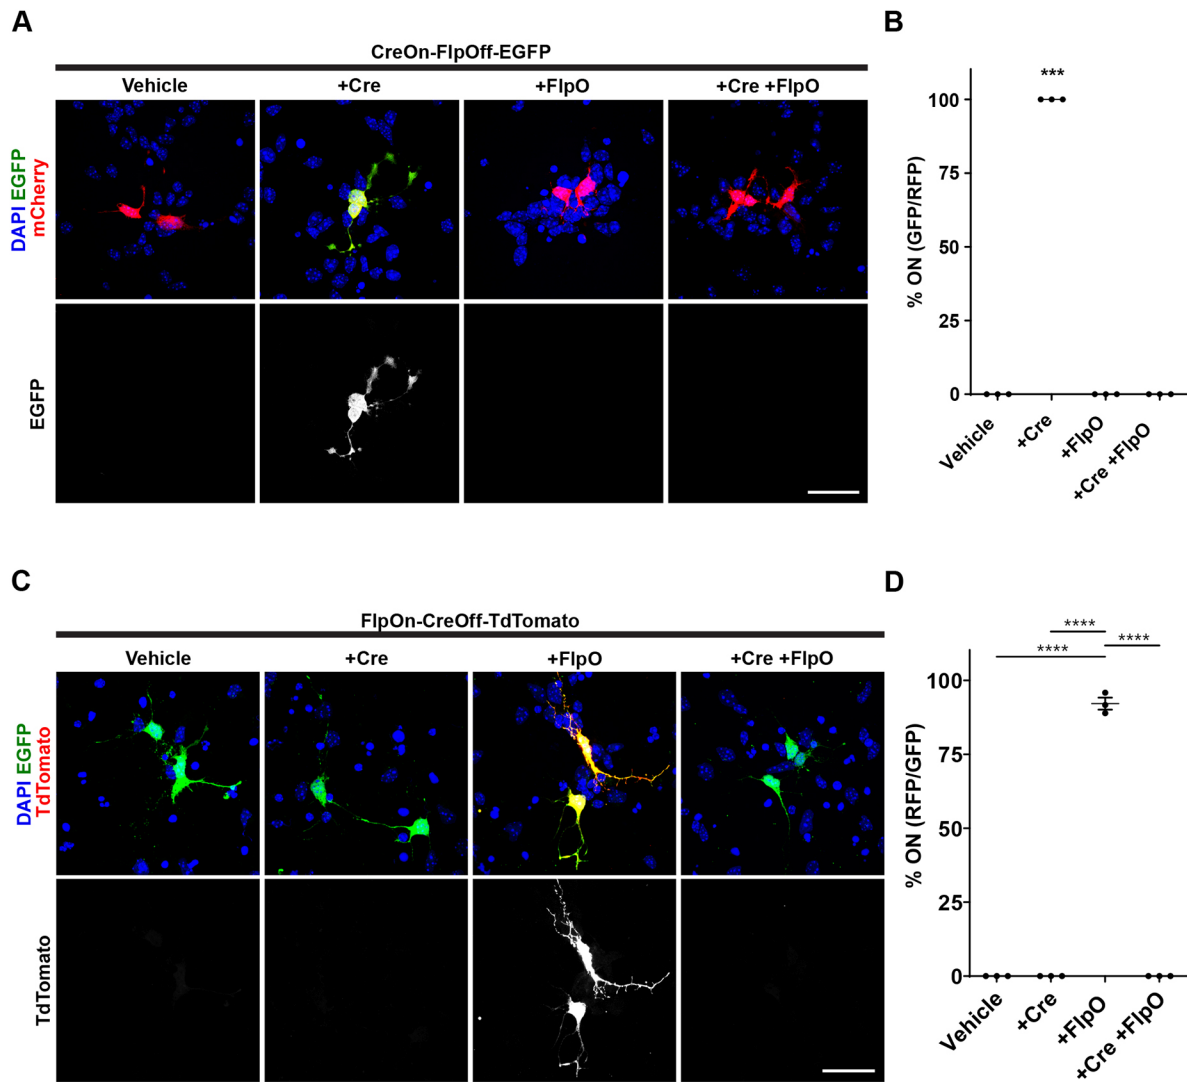 A
CreOn-FlpOff-EGFP
Vehicle
+Cre
+FlpO
+Cre +FlpO
DAPI EGFP
mCherry
EGFP
B
***
% ON (GFP/RFP)
100
75
50
25
0
Vehicle
+Cre
+FlpO
+Cre +FlpO
C
FlpOn-CreOff-TdTomato
Vehicle
+Cre
+FlpO
+Cre +FlpO
DAPI EGFP
TdTomato
TdTomato
D
****
****
****
% ON (RFP/GFP)
100
75
50
25
0
Vehicle
+Cre
+FlpO
+Cre +FlpO